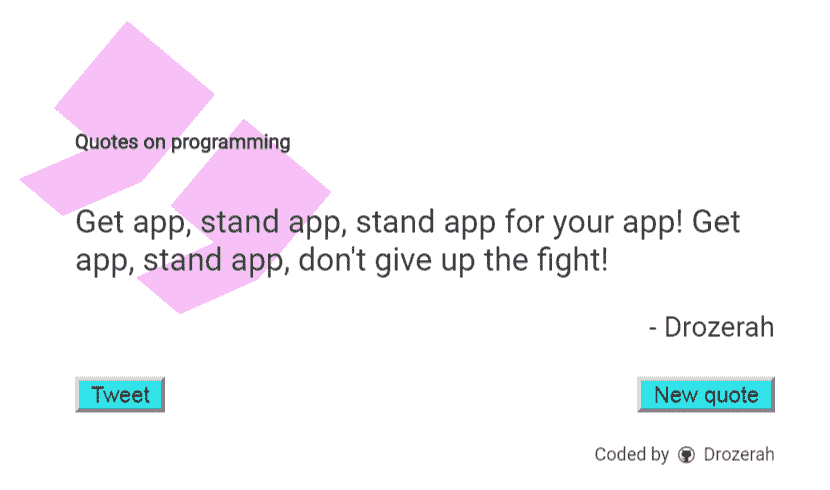 Quotes on programming
Get app, stand app, stand app for your app! Get
app, stand app, don't give up the fight!
- Drozerah
Tweet
New quote
Coded by Drozerah